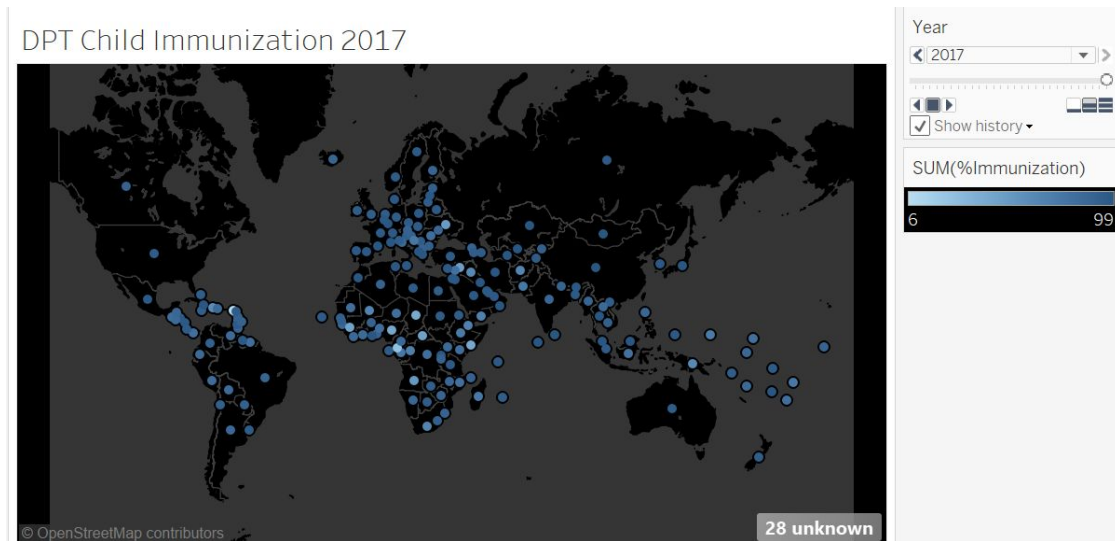 DPT Child Immunization 2017
© OpenStreetMap contributors
28 unknown
Year
2017
Show history
SUM(%Immunization)
6 99